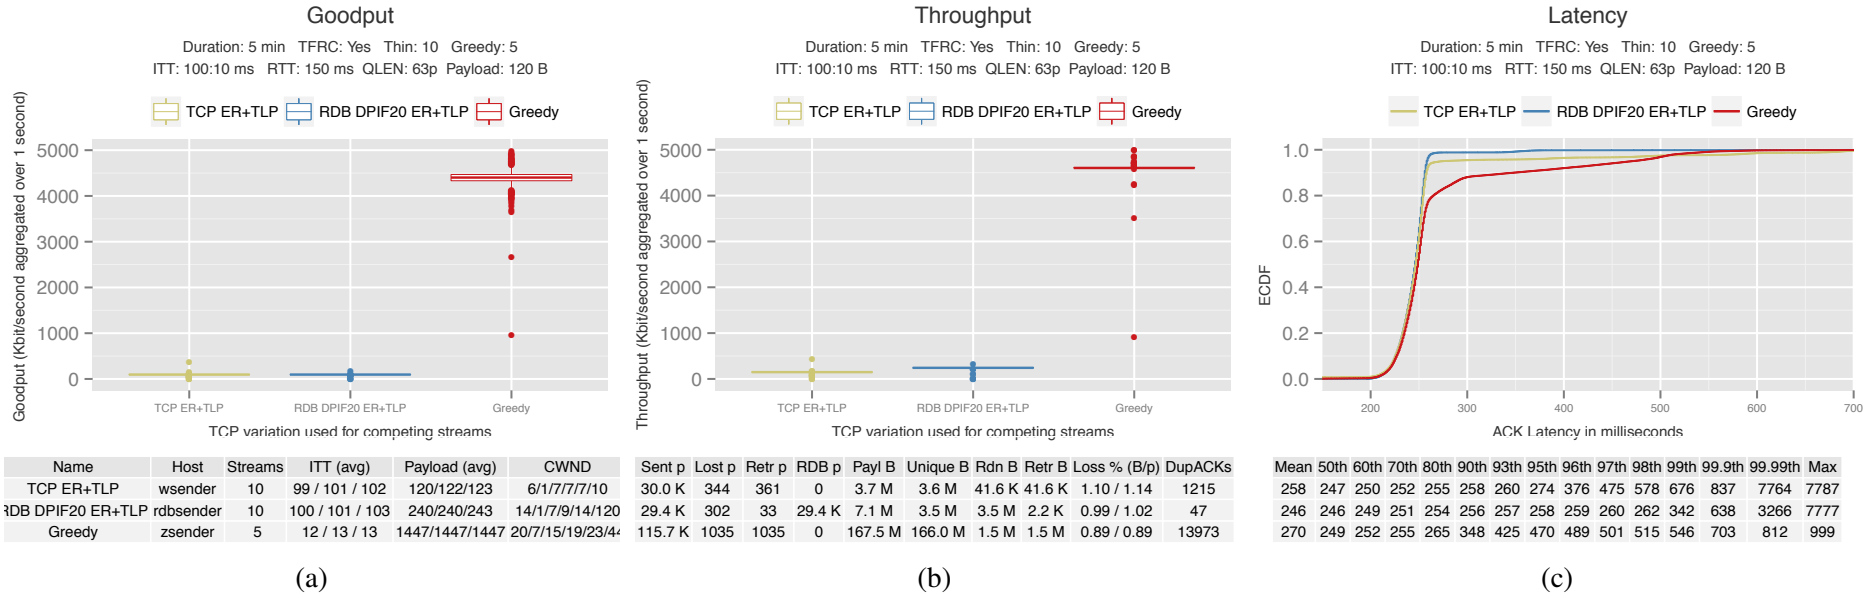 Goodput
Duration: 5 min TFRC: Yes Thin: 10 Greedy: 5
ITT: 100:10 ms RTT: 150 ms QLEN: 63p Payload: 120 B
TCP ER+TLP RDB DPIF20 ER+TLP Greedy
Goodput (Kbit/second aggregated over 1 second)
5000
4000
3000
2000
1000
0
TCP ER+TLP RDB DPIF20 ER+TLP Greedy
TCP variation used for competing streams
Name Host Streams ITT (avg) Payload (avg) CWND
TCP ER+TLP wsender 10 99 / 101 / 102 120/122/123 6/1/7/7/7/10
RDB DPIF20 ER+TLP rdbsender 10 100 / 101 / 103 240/240/243 14/1/7/9/14/120
Greedy zsender 5 12 / 13 / 13 1447/1447/1447 20/7/15/19/23/44
(a)
Throughput
Duration: 5 min TFRC: Yes Thin: 10 Greedy: 5
ITT: 100:10 ms RTT: 150 ms QLEN: 63p Payload: 120 B
TCP ER+TLP RDB DPIF20 ER+TLP Greedy
Throughput (Kbit/second aggregated over 1 second)
5000
4000
3000
2000
1000
0
TCP ER+TLP RDB DPIF20 ER+TLP Greedy
TCP variation used for competing streams
Sent p Lost p Retr p RDB p Payl B Unique B Rdn B Retr B Loss % (B/p) DupACKs
30.0 K 344 361 0 3.7 M 3.6 M 41.6 K 41.6 K 1.10 / 1.14 1215
29.4 K 302 33 29.4 K 7.1 M 3.5 M 3.5 M 2.2 K 0.99 / 1.02 47
115.7 K 1035 1035 0 167.5 M 166.0 M 1.5 M 1.5 M 0.89 / 0.89 13973
(b)
Latency
Duration: 5 min TFRC: Yes Thin: 10 Greedy: 5
ITT: 100:10 ms RTT: 150 ms QLEN: 63p Payload: 120 B
TCP ER+TLP RDB DPIF20 ER+TLP Greedy
ECDF
1.0
0.8
0.6
0.4
0.2
0.0
200 300 400 500 600 700
ACK Latency in milliseconds
Mean 50th 60th 70th 80th 90th 93th 95th 96th 97th 98th 99th 99.9th 99.99th Max
258 247 250 252 255 258 260 274 376 475 578 676 837 7764 7787
246 246 249 251 254 256 257 258 259 260 262 342 638 3266 7777
270 249 252 255 265 348 425 470 489 501 515 546 703 812 999
(c)